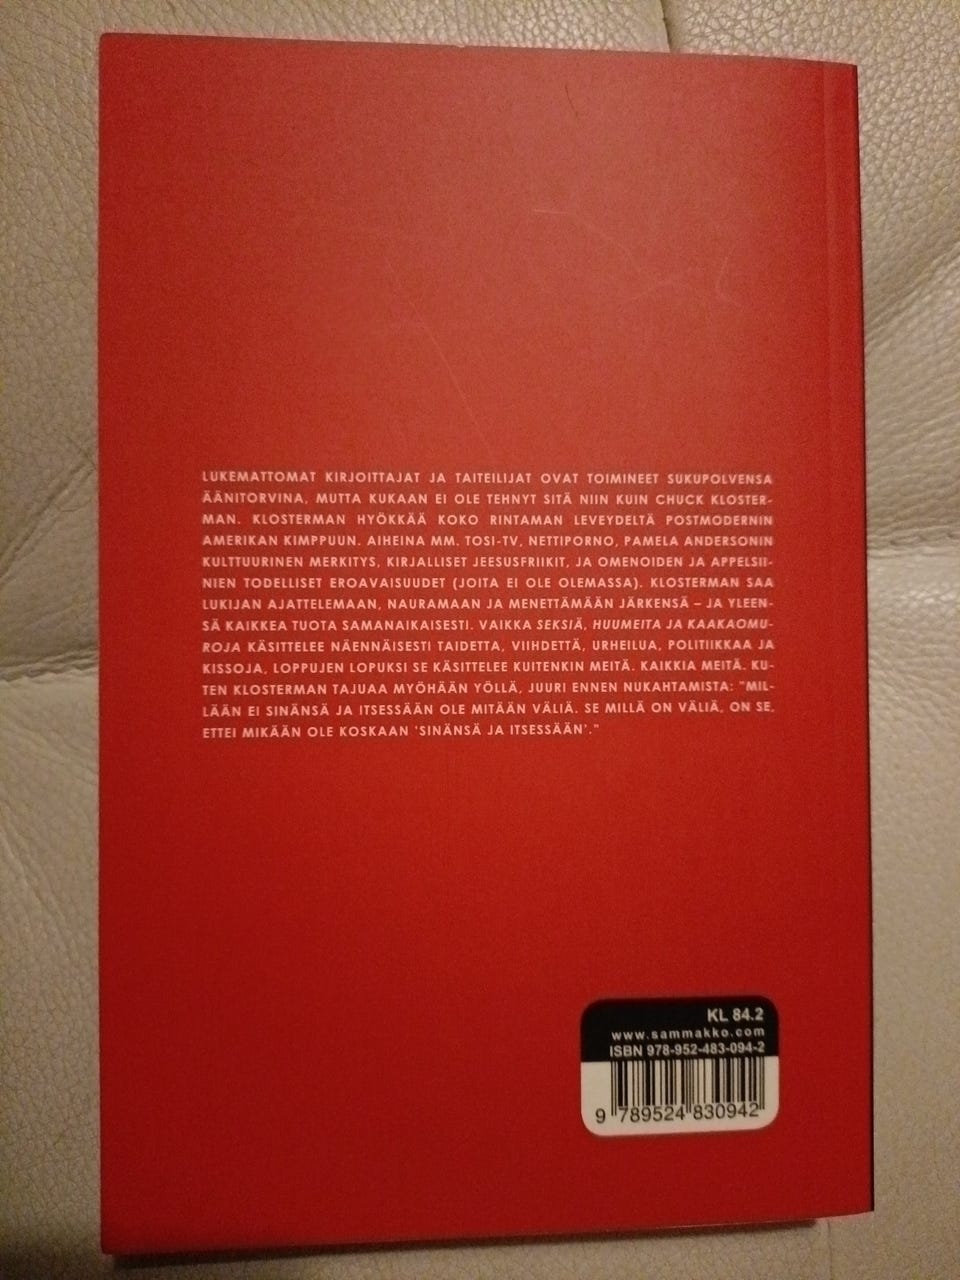 LUKEMATTOMAT KIRJOITTAJAT JA TAITEILIJAT OVAT TOIMINEET SUKUPOLVENSA
ÄÄNITORVINA, MUTTA KUKAAN EI OLE TEHNYT SITÄ NIIN KUIN CHUCK KLOSTER-
MAN. KLOSTERMAN HYÖKKÄÄ KOKO RINTAMAN LEVEYDELTÄ POSTMODERNIN
AMERIKAN KIMPPUUN. AIHEINA MM. TOSI-TV, NETTIPORNO, PAMELA ANDERSONIN
KULTTUURINEN MERKITYS, KIRJALLISET JEESUSFRIIKIT, JA OMENOIDEN JA APPELSII-
NIEN TODELLISET EROAVAISUUDET (JOITA EI OLE OLEMASSA). KLOSTERMAN SAA
LUKIJAN AJATTELEMAAN, NAURAMAAN JA MENETTÄMÄÄN JÄRKENSÄ – JA YLEEN-
SÄ KAIKKEA TUOTA SAMANAIKAISESTI. VAIKKA SEKSIÄ, HUUMEITA JA KAAKAOMU-
ROJA KÄSITTELEE NÄENNÄISESTI TAIDETTA, VIIHDETTÄ, URHEILUA, POLITIIKKAA JA
KISSOJA, LOPPUJEN LOPUKSI SE KÄSITTELEE KUITENKIN MEITÄ. KAIKKIA MEITÄ. KU-
TEN KLOSTERMAN TAJUAA MYÖHÄÄN YÖLLÄ, JUURI ENNEN NUKAHTAMISTA: "MIL-
LÄÄN EI SINÄNSÄ JA ITSESSÄÄN OLE MITÄÄN VÄLIÄ. SE MILLÄ ON VÄLIÄ, ON SE,
ETTEI MIKÄÄN OLE KOSKAAN 'SINÄNSÄ JA ITSESSÄÄN'."
KL 84.2
www.sammakko.com
ISBN 978-952-483-094-2
9 789524 830942